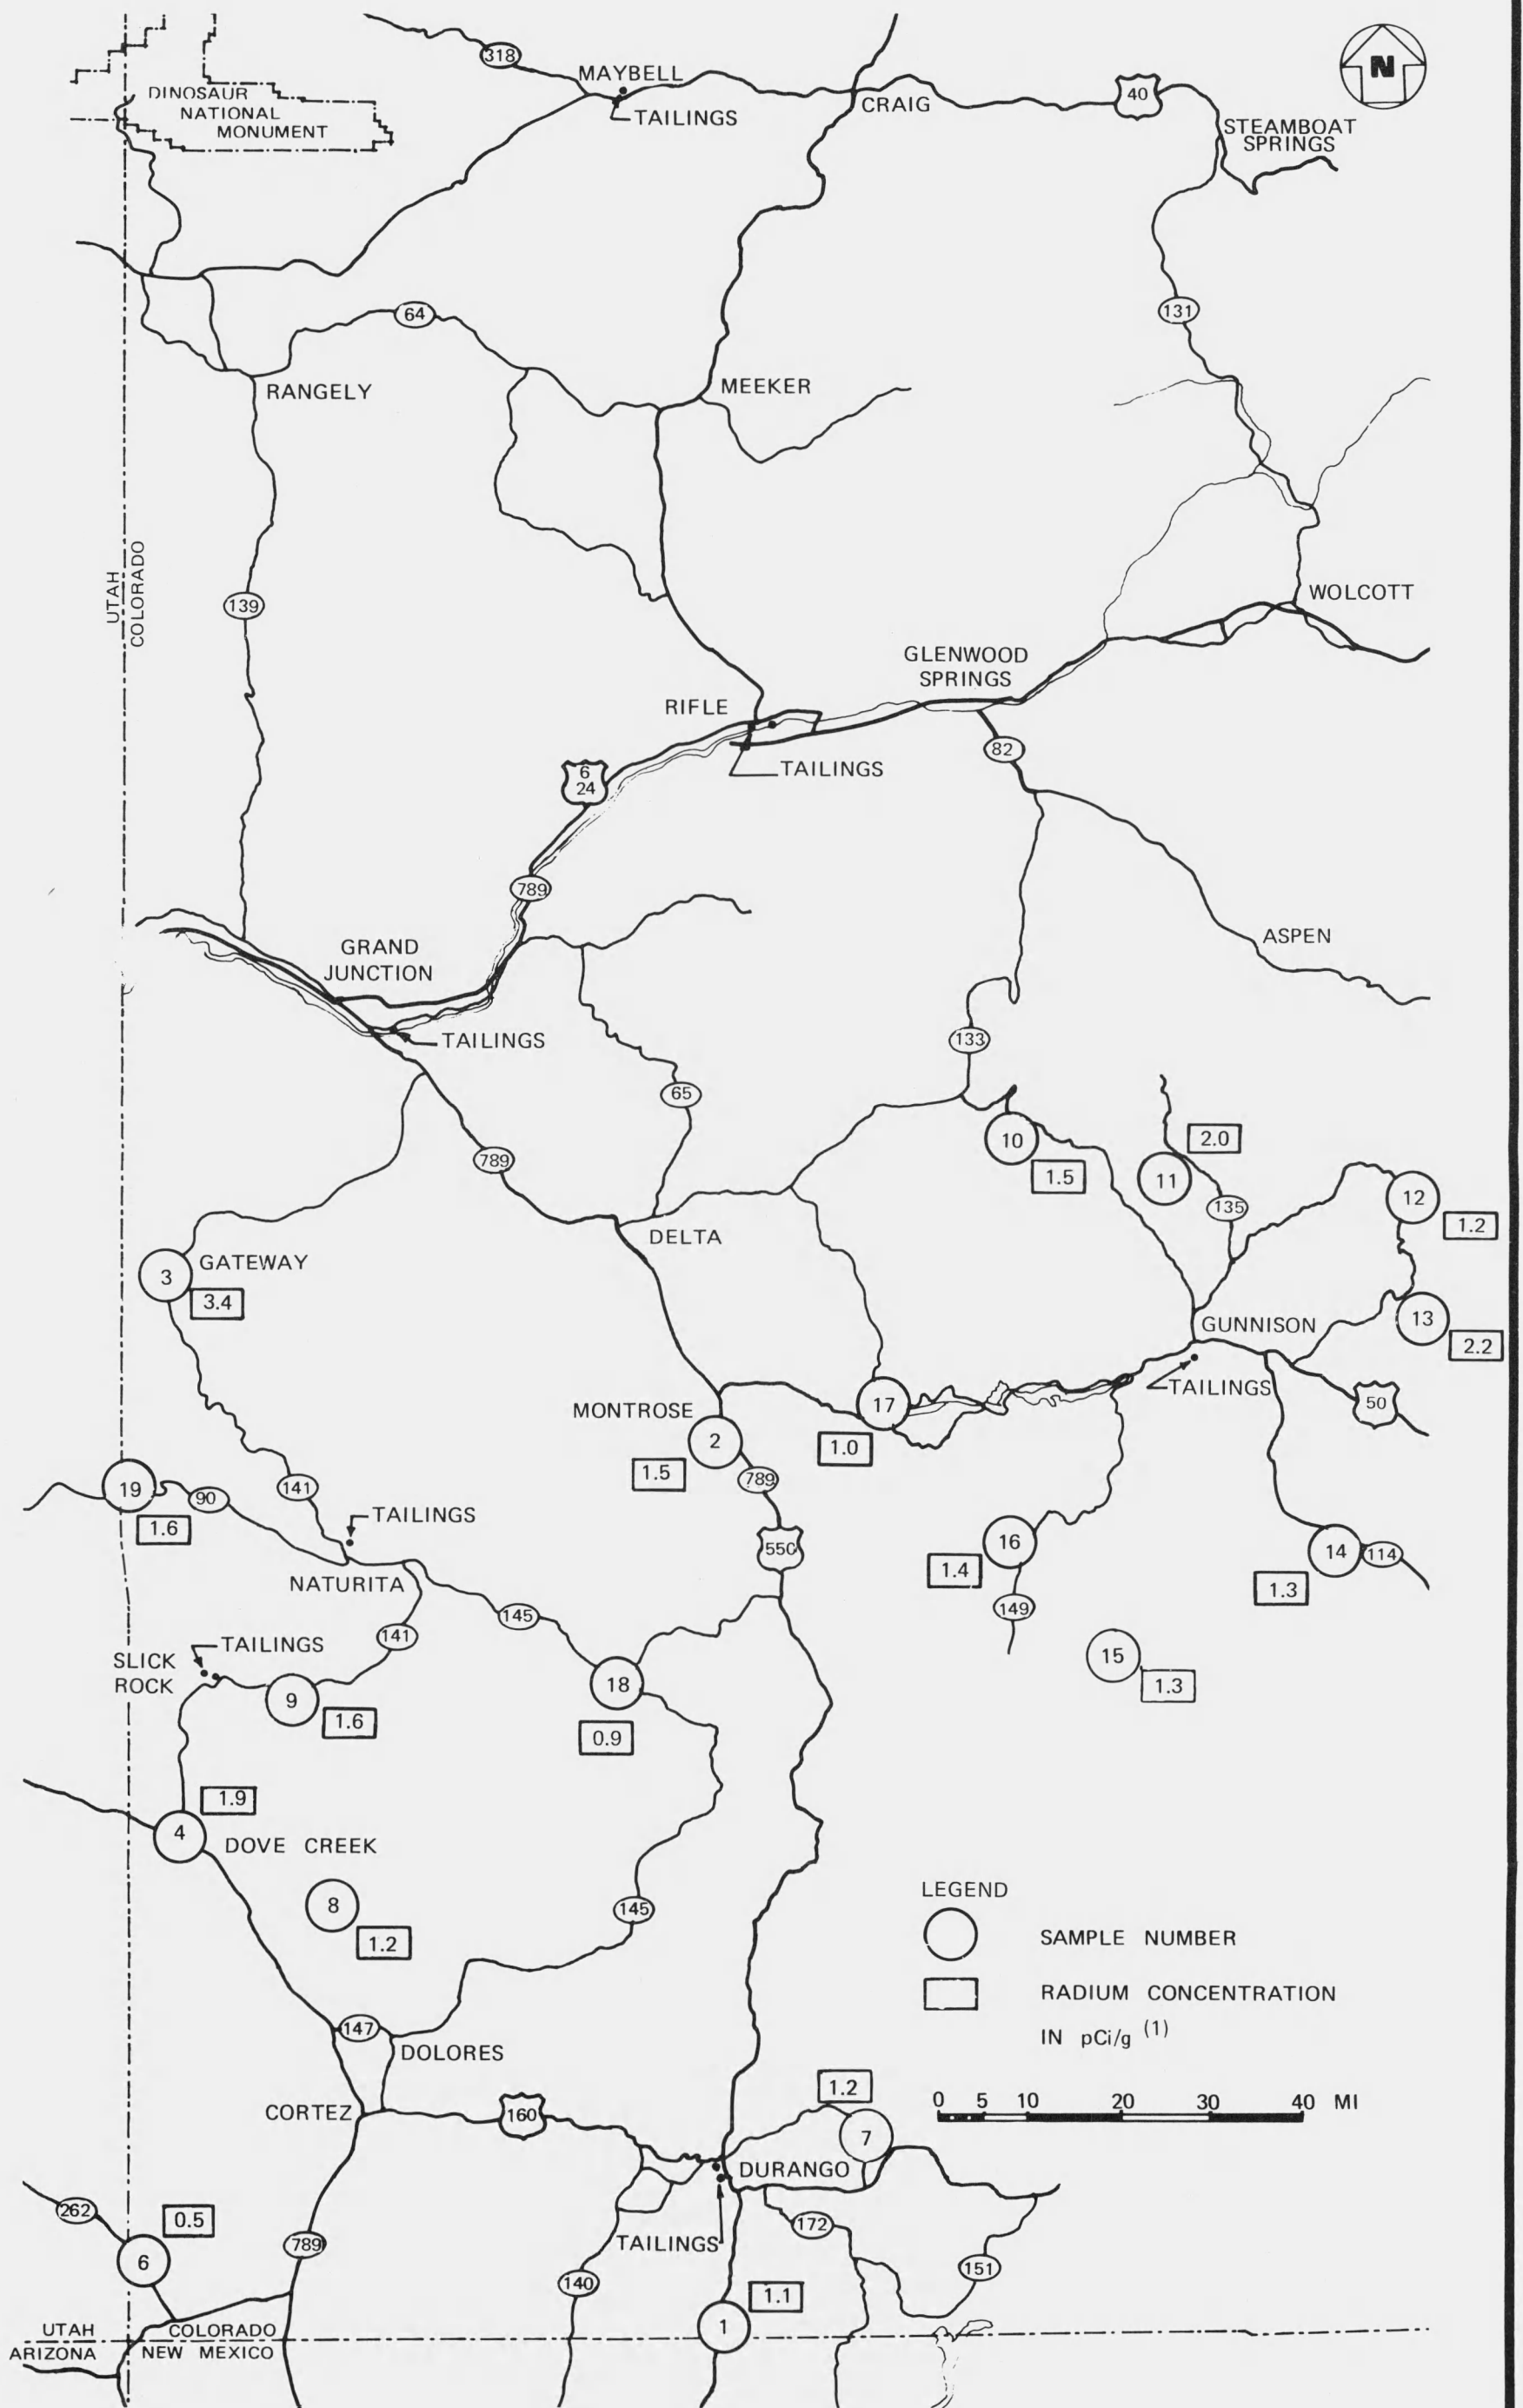 318
MAYBELL
TAILINGS
CRAIG
40
N
STEAMBOAT
SPRINGS
DINOSAUR
NATIONAL
MONUMENT
64
131
RANGELY
MEEKER
UTAH
COLORADO
139
WOLCOTT
GLENWOOD
SPRINGS
RIFLE
82
TAILINGS
6
24
789
GRAND
JUNCTION
ASPEN
TAILINGS
133
65
10
1.5
2.0
11
135
12
1.2
789
DELTA
GATEWAY
3
3.4
GUNNISON
13
2.2
TAILINGS
50
MONTROSE
2
1.5
789
17
1.0
19
1.6
90
141
TAILINGS
NATURITA
550
16
1.4
149
14
114
1.3
145
141
SLICK
ROCK
TAILINGS
9
1.6
18
0.9
15
1.3
1.9
4
DOVE CREEK
8
1.2
145
LEGEND
SAMPLE NUMBER
RADIUM CONCENTRATION
IN pCi/g (1)
0 5 10 20 30 40 MI
147
DOLORES
CORTEZ
160
1.2
7
DURANGO
TAILINGS
172
151
262
0.5
6
789
140
1.1
1
UTAH
ARIZONA
COLORADO
NEW MEXICO